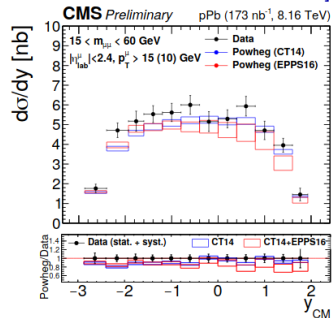 CMS Preliminary pPb (173 nb⁻¹, 8.16 TeV)
15 < m_μμ < 60 GeV
|η^μ_lab|<2.4, p^μ_T > 15 (10) GeV
Data
Powheg (CT14)
Powheg (EPPS16)
dσ/dy [nb]
10
9
8
7
6
5
4
3
2
1
0
Powheg/Data
Data (stat. + syst.) CT14 CT14+EPPS16
1.4
1.2
1
0.8
0.6
−3 −2 −1 0 1 2
y_CM